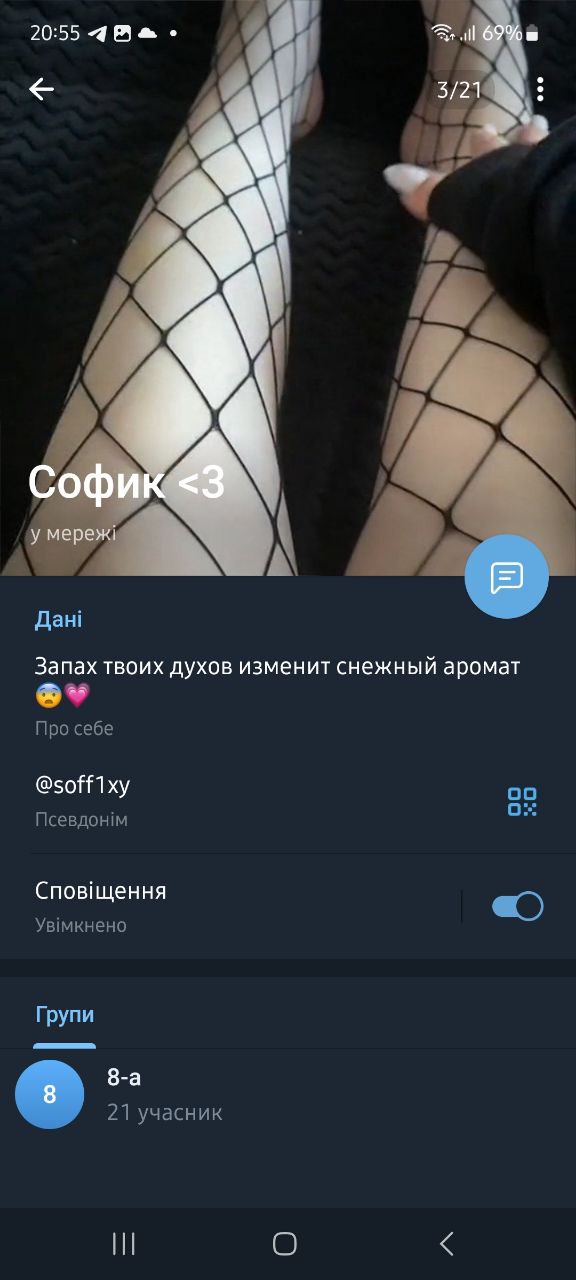 20:55
69%
3/21
Софик <3
у мережі
Дані
Запах твоих духов изменит снежный аромат
😨💗
Про себе
@soff1xy
Псевдонім
Сповіщення
Увімкнено
Групи
8
8-а
21 учасник